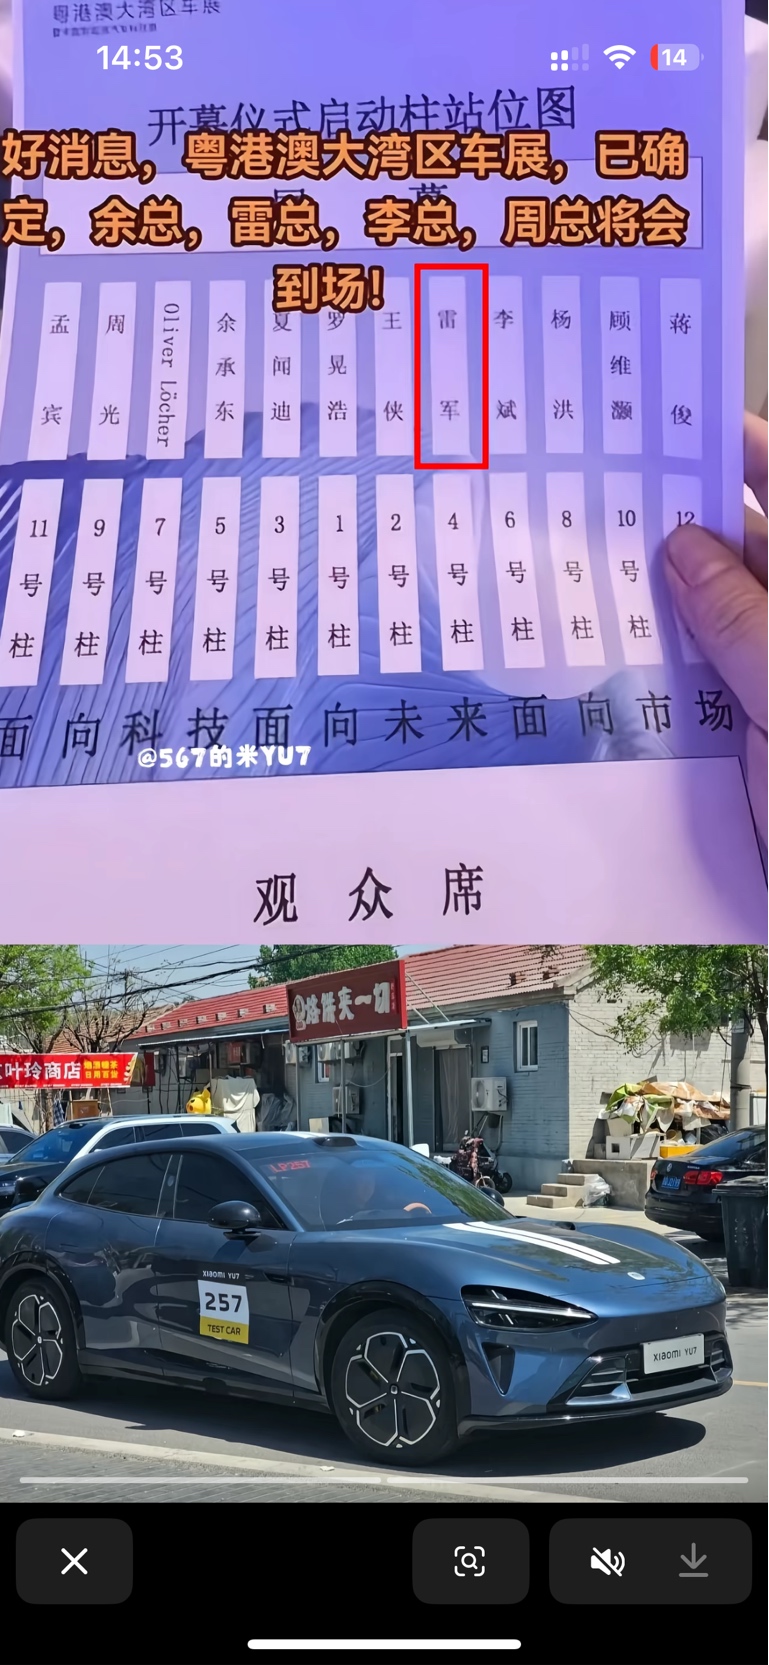 粤港澳大湾区车展
14:53
14
开幕仪式启动柱站位图
好消息，粤港澳大湾区车展，已确
定，余总，雷总，李总，周总将会
到场！
孟宾 周光 Oliver Löcher 余承东 夏闻迪 罗晃浩 王侠 雷军 李斌 杨洪 顾维灏 蒋俊
11号柱 9号柱 7号柱 5号柱 3号柱 1号柱 2号柱 4号柱 6号柱 8号柱 10号柱 12
面向科技面向未来面向市场
@567的米YU7
观众席
烙饼夹一切
叶玲商店
LP257
XIAOMI YU7
257
TEST CAR
XIAOMI YU7